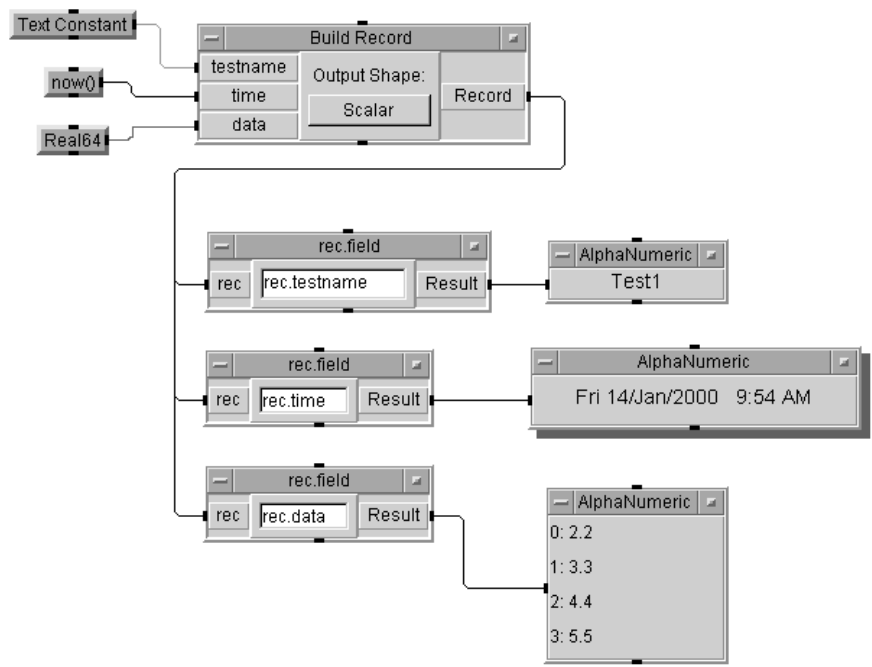 Text Constant
Build Record
testname
Output Shape:
now()
time
Scalar
Record
data
Real64
rec.field
AlphaNumeric
rec
rec.testname
Result
Test1
rec.field
AlphaNumeric
rec
rec.time
Result
Fri 14/Jan/2000 9:54 AM
rec.field
AlphaNumeric
rec
rec.data
Result
0: 2.2
1: 3.3
2: 4.4
3: 5.5